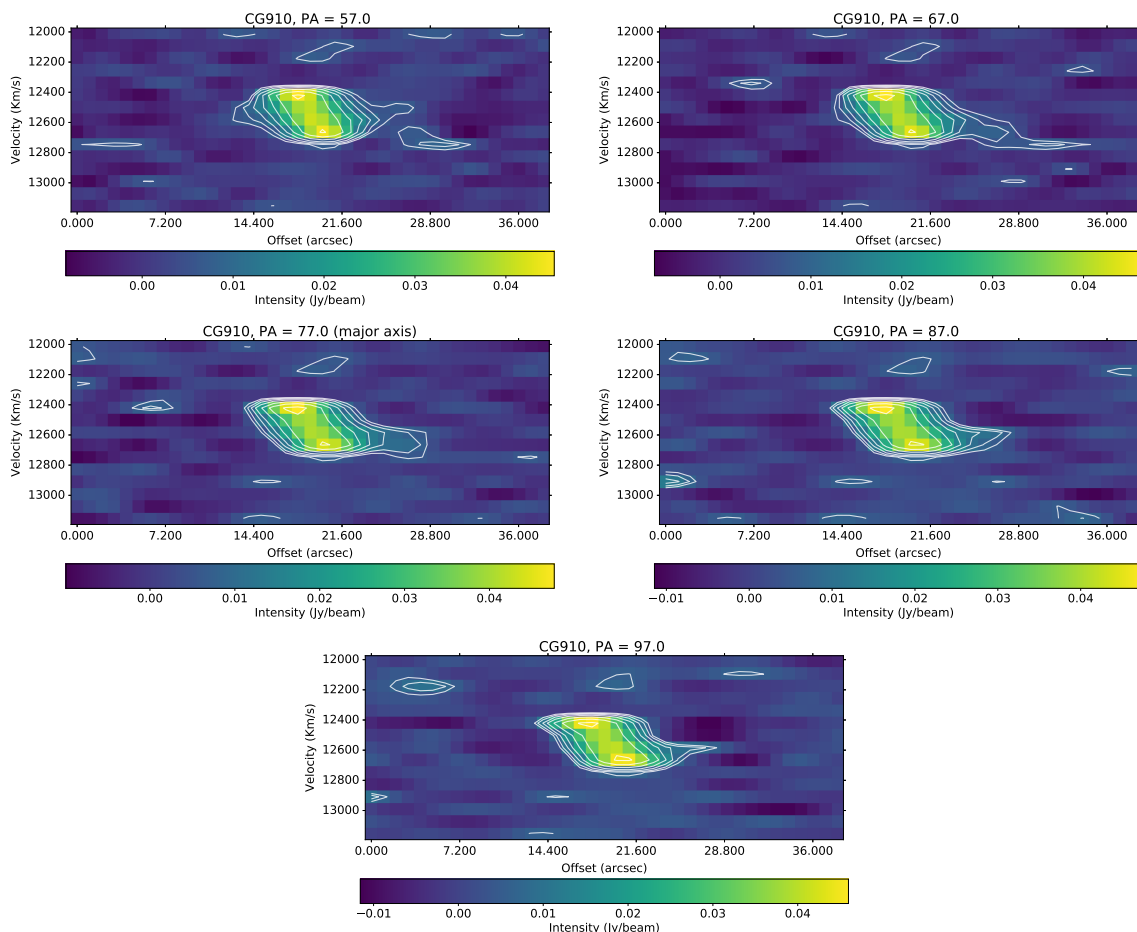 CG910, PA = 57.0
12000
12200
12400
12600
12800
13000
Velocity (Km/s)
0.000 7.200 14.400 21.600 28.800 36.000
Offset (arcsec)
0.00 0.01 0.02 0.03 0.04
Intensity (Jy/beam)
CG910, PA = 67.0
12000
12200
12400
12600
12800
13000
Velocity (Km/s)
0.000 7.200 14.400 21.600 28.800 36.000
Offset (arcsec)
0.00 0.01 0.02 0.03 0.04
Intensity (Jy/beam)
CG910, PA = 77.0 (major axis)
12000
12200
12400
12600
12800
13000
Velocity (Km/s)
0.000 7.200 14.400 21.600 28.800 36.000
Offset (arcsec)
0.00 0.01 0.02 0.03 0.04
Intensity (Jy/beam)
CG910, PA = 87.0
12000
12200
12400
12600
12800
13000
Velocity (Km/s)
0.000 7.200 14.400 21.600 28.800 36.000
Offset (arcsec)
−0.01 0.00 0.01 0.02 0.03 0.04
Intensity (Jy/beam)
CG910, PA = 97.0
12000
12200
12400
12600
12800
13000
Velocity (Km/s)
0.000 7.200 14.400 21.600 28.800 36.000
Offset (arcsec)
−0.01 0.00 0.01 0.02 0.03 0.04
Intensity (Jy/beam)